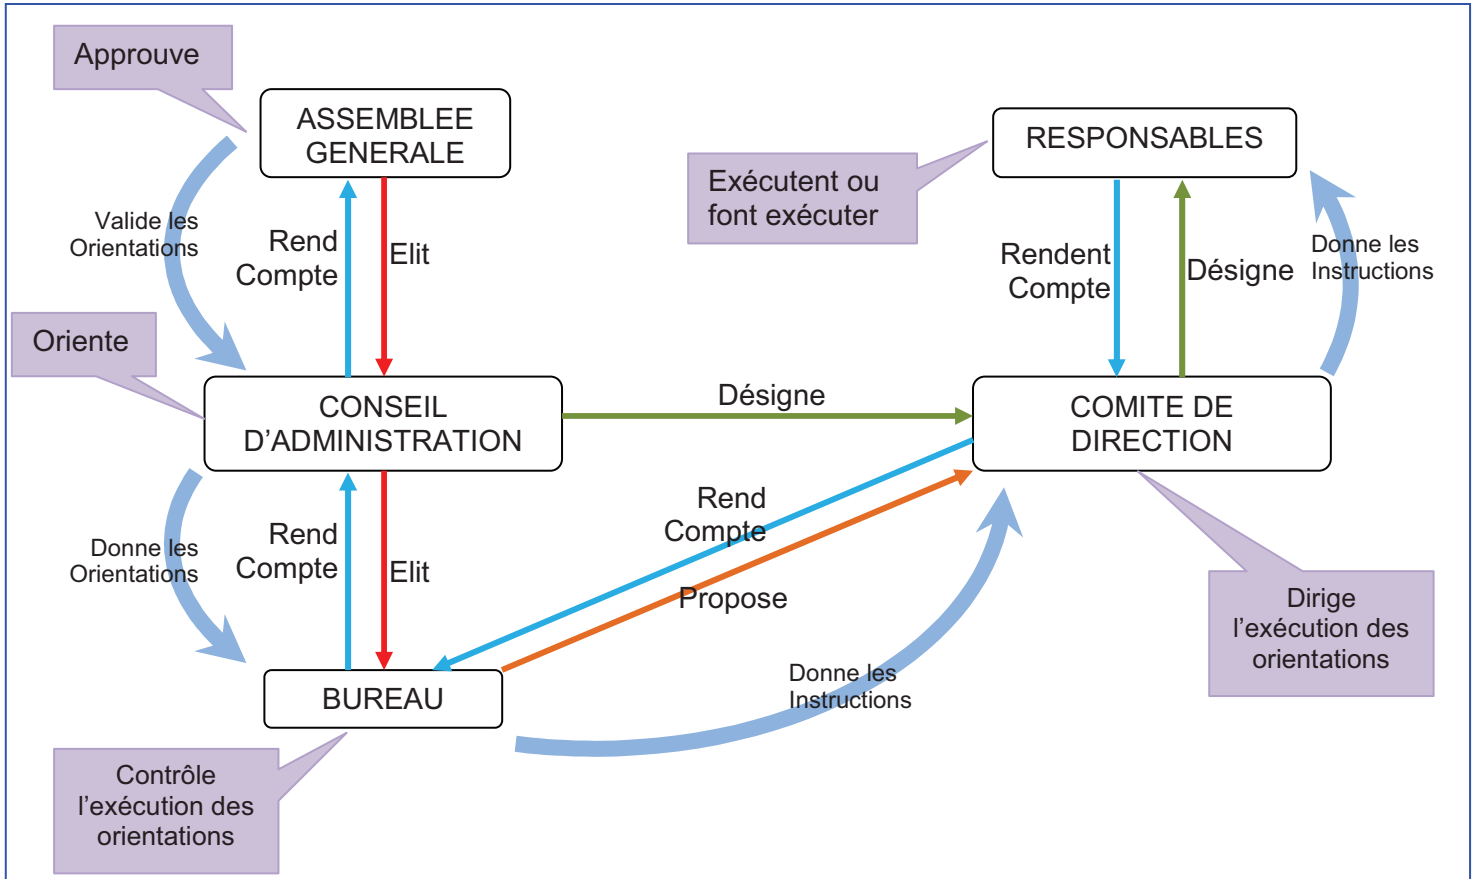 Approuve
ASSEMBLEE
GENERALE
RESPONSABLES
Exécutent ou
font exécuter
Valide les
Orientations
Rend
Compte
Elit
Rendent
Compte
Désigne
Donne les
Instructions
Oriente
CONSEIL
D’ADMINISTRATION
Désigne
COMITE DE
DIRECTION
Donne les
Orientations
Rend
Compte
Elit
Rend
Compte
Propose
Dirige
l’exécution des
orientations
BUREAU
Donne les
Instructions
Contrôle
l’exécution des
orientations